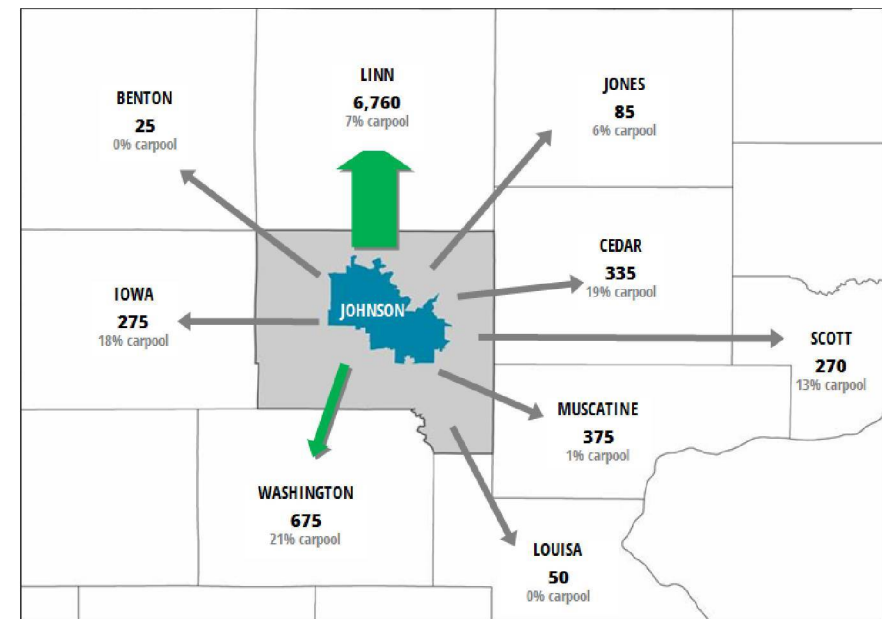 LINN
6,760
7% carpool
BENTON
25
0% carpool
JONES
85
6% carpool
CEDAR
335
19% carpool
IOWA
275
18% carpool
JOHNSON
SCOTT
270
13% carpool
MUSCATINE
375
1% carpool
WASHINGTON
675
21% carpool
LOUISA
50
0% carpool